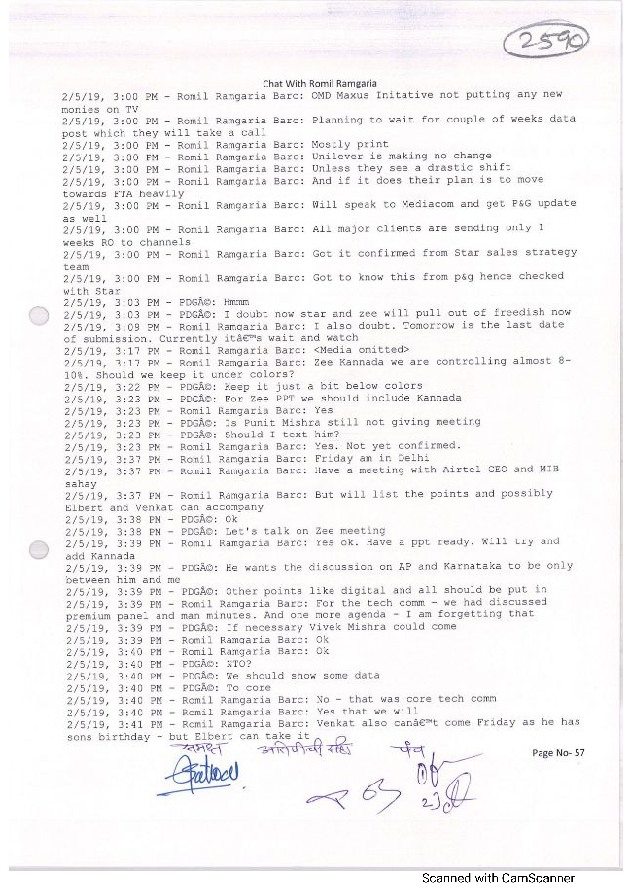 2590
Chat With Romil Ramgaria
2/5/19, 3:00 PM - Romil Ramgaria Barc: OMD Maxus Initative not putting any new
monies on TV
2/5/19, 3:00 PM - Romil Ramgaria Barc: Planning to wait for couple of weeks data
post which they will take a call
2/5/19, 3:00 PM - Romil Ramgaria Barc: Mostly print
2/5/19, 3:00 PM - Romil Ramgaria Barc: Unilever is making no change
2/5/19, 3:00 PM - Romil Ramgaria Barc: Unless they see a drastic shift
2/5/19, 3:00 PM - Romil Ramgaria Barc: And if it does their plan is to move
towards FTA heavily
2/5/19, 3:00 PM - Romil Ramgaria Barc: Will speak to Mediacom and get P&G update
as well
2/5/19, 3:00 PM - Romil Ramgaria Barc: All major clients are sending only 1
weeks RO to channels
2/5/19, 3:00 PM - Romil Ramgaria Barc: Got it confirmed from Star sales strategy
team
2/5/19, 3:00 PM - Romil Ramgaria Barc: Got to know this from p&g hence checked
with Star
2/5/19, 3:03 PM - PDGÂ©: Hmmm
2/5/19, 3:03 PM - PDGÂ©: I doubt now star and zee will pull out of freedish now
2/5/19, 3:09 PM - Romil Ramgaria Barc: I also doubt. Tomorrow is the last date
of submission. Currently itâ€™s wait and watch
2/5/19, 3:17 PM - Romil Ramgaria Barc: <Media omitted>
2/5/19, 3:17 PM - Romil Ramgaria Barc: Zee Kannada we are controlling almost 8-
10%. Should we keep it under colors?
2/5/19, 3:22 PM - PDGÂ©: Keep it just a bit below colors
2/5/19, 3:23 PM - PDGÂ©: For Zee PPT we should include Kannada
2/5/19, 3:23 PM - Romil Ramgaria Barc: Yes
2/5/19, 3:23 PM - PDGÂ©: Is Punit Mishra still not giving meeting
2/5/19, 3:23 PM - PDGÂ©: Should I text him?
2/5/19, 3:23 PM - Romil Ramgaria Barc: Yes. Not yet confirmed.
2/5/19, 3:37 PM - Romil Ramgaria Barc: Friday am in Delhi
2/5/19, 3:37 PM - Romil Ramgaria Barc: Have a meeting with Airtel CEO and MIB
sahay
2/5/19, 3:37 PM - Romil Ramgaria Barc: But will list the points and possibly
Elbert and Venkat can accompany
2/5/19, 3:38 PM - PDGÂ©: Ok
2/5/19, 3:38 PM - PDGÂ©: Let's talk on Zee meeting
2/5/19, 3:39 PM - Romil Ramgaria Barc: Yes ok. Have a ppt ready. Will try and
add Kannada
2/5/19, 3:39 PM - PDGÂ©: He wants the discussion on AP and Karnataka to be only
between him and me
2/5/19, 3:39 PM - PDGÂ©: Other points like digital and all should be put in
2/5/19, 3:39 PM - Romil Ramgaria Barc: For the tech comm - we had discussed
premium panel and man minutes. And one more agenda - I am forgetting that
2/5/19, 3:39 PM - PDGÂ©: If necessary Vivek Mishra could come
2/5/19, 3:39 PM - Romil Ramgaria Barc: Ok
2/5/19, 3:40 PM - Romil Ramgaria Barc: Ok
2/5/19, 3:40 PM - PDGÂ©: NTO?
2/5/19, 3:40 PM - PDGÂ©: We should show some data
2/5/19, 3:40 PM - PDGÂ©: To core
2/5/19, 3:40 PM - Romil Ramgaria Barc: No - that was core tech comm
2/5/19, 3:40 PM - Romil Ramgaria Barc: Yes that we will
2/5/19, 3:41 PM - Romil Ramgaria Barc: Venkat also canâ€™t come Friday as he has
sons birthday - but Elbert can take it
समक्ष पंच
Page No- 57
Scanned with CamScanner